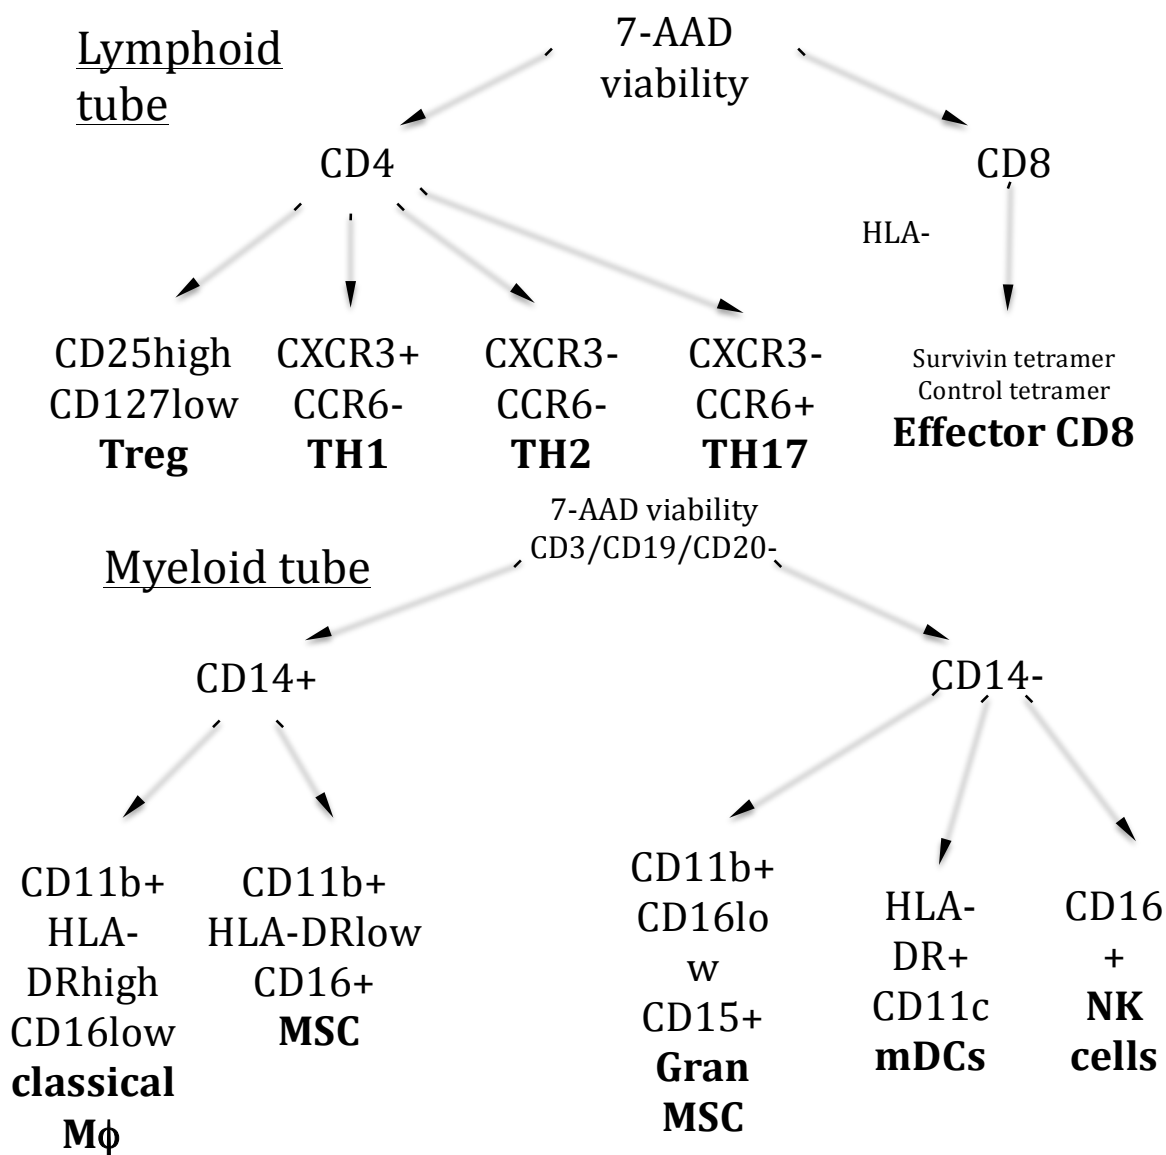 Lymphoid
tube
7-AAD
viability
CD4
CD8
HLA-
CD25high
CD127low
Treg
CXCR3+
CCR6-
TH1
CXCR3-
CCR6-
TH2
CXCR3-
CCR6+
TH17
Survivin tetramer
Control tetramer
Effector CD8
Myeloid tube
7-AAD viability
CD3/CD19/CD20-
CD14+
CD14-
CD11b+
HLA-
DRhigh
CD16low
classical
Mϕ
CD11b+
HLA-DRlow
CD16+
MSC
CD11b+
CD16lo
w
CD15+
Gran
MSC
HLA-
DR+
CD11c
mDCs
CD16
+
NK
cells